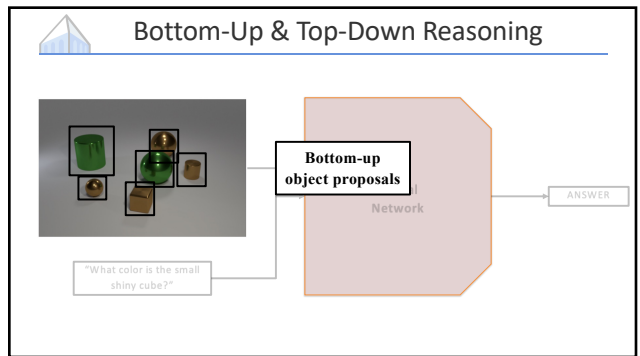 Bottom-Up & Top-Down Reasoning
Bottom-up
object proposals
Network
ANSWER
"What color is the small
shiny cube?"